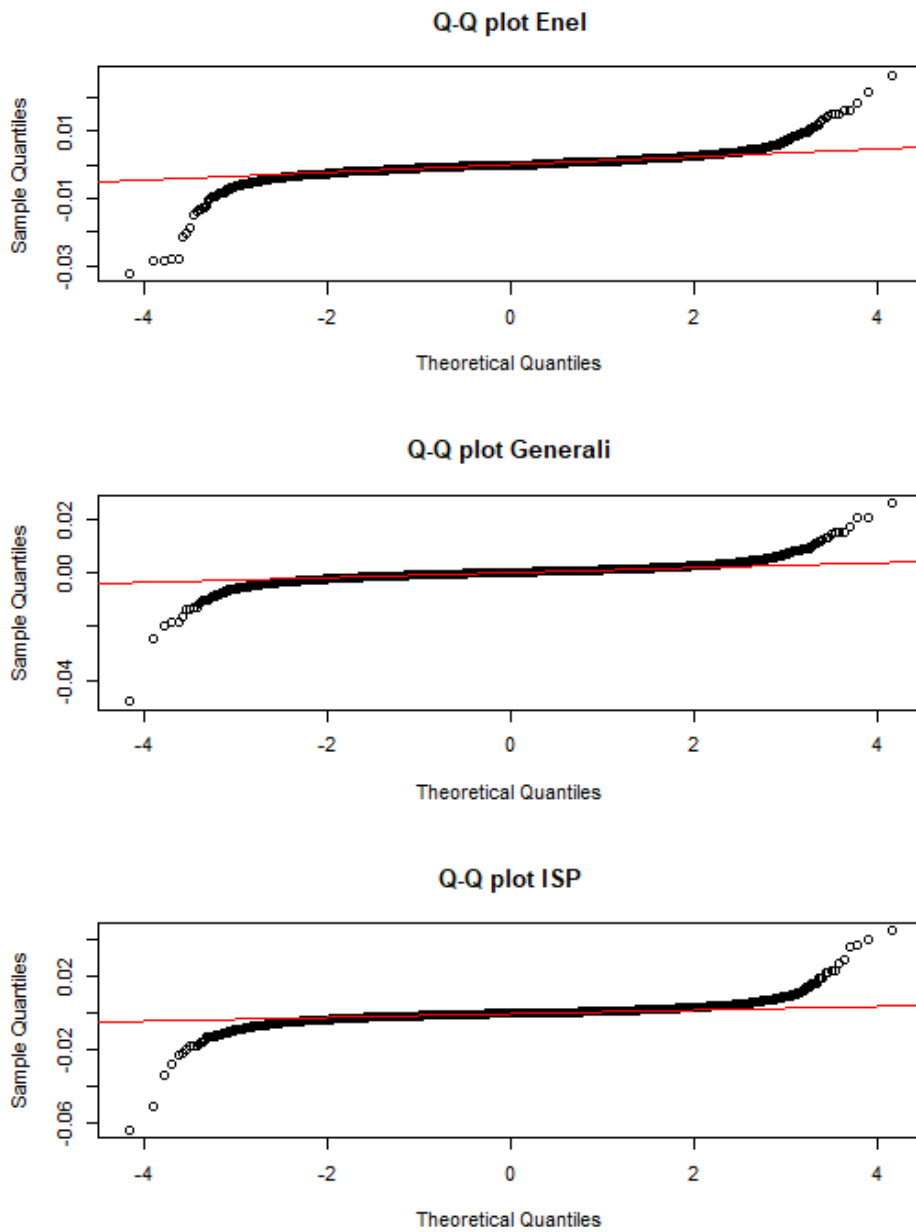 Q-Q plot Enel
Sample Quantiles
0.01
-0.01
-0.03
-4 -2 0 2 4
Theoretical Quantiles
Q-Q plot Generali
Sample Quantiles
0.02
0.00
-0.04
-4 -2 0 2 4
Theoretical Quantiles
Q-Q plot ISP
Sample Quantiles
0.02
-0.02
-0.06
-4 -2 0 2 4
Theoretical Quantiles